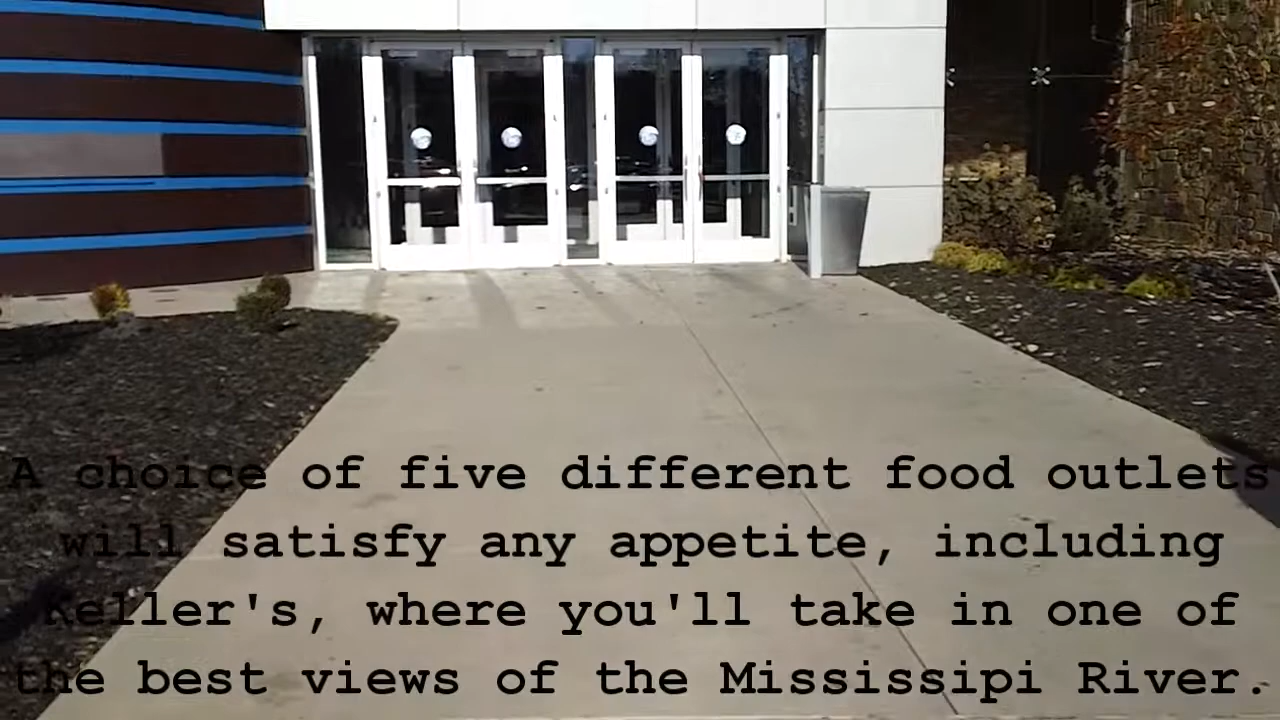 A choice of five different food outlets
will satisfy any appetite, including
Keller's, where you'll take in one of
the best views of the Mississipi River.